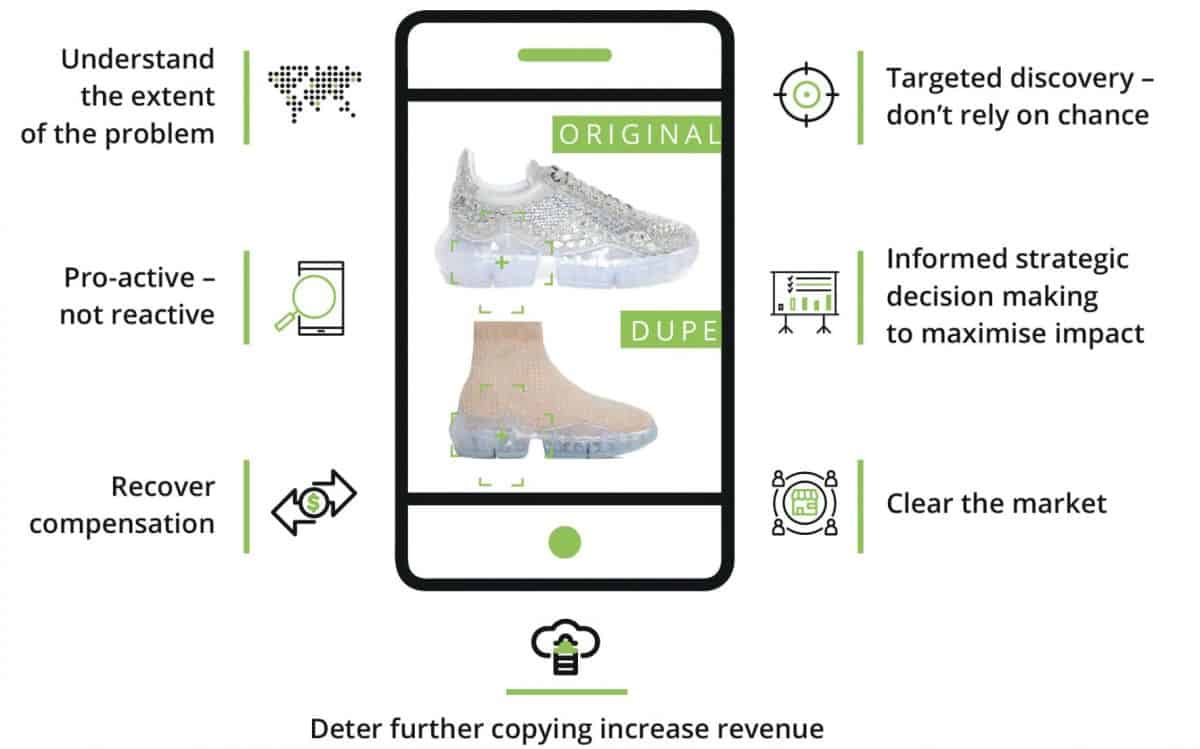 Understand
the extent
of the problem
Pro-active –
not reactive
Recover
compensation
ORIGINAL
DUPE
Targeted discovery –
don’t rely on chance
Informed strategic
decision making
to maximise impact
Clear the market
Deter further copying increase revenue